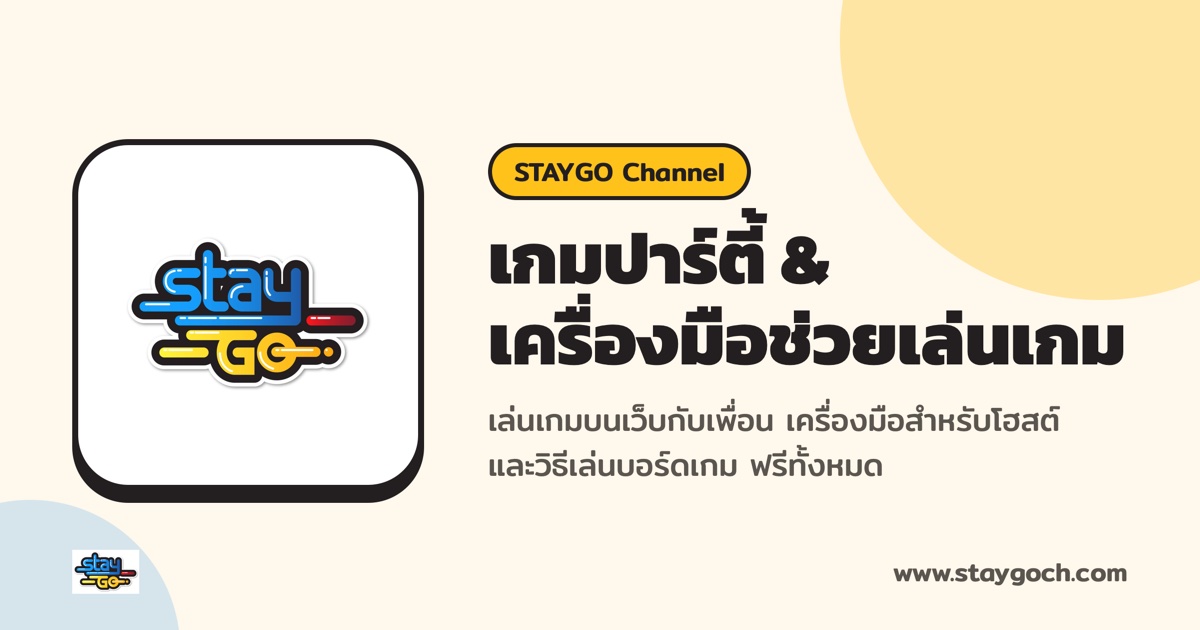 STAYGO Channel
เกมปาร์ตี้ &
เครื่องมือช่วยเล่นเกม
stay
GO
เล่นเกมบนเว็บกับเพื่อน เครื่องมือสำหรับโฮสต์
และวิธีเล่นบอร์ดเกม ฟรีทั้งหมด
stay
GO
www.staygoch.com